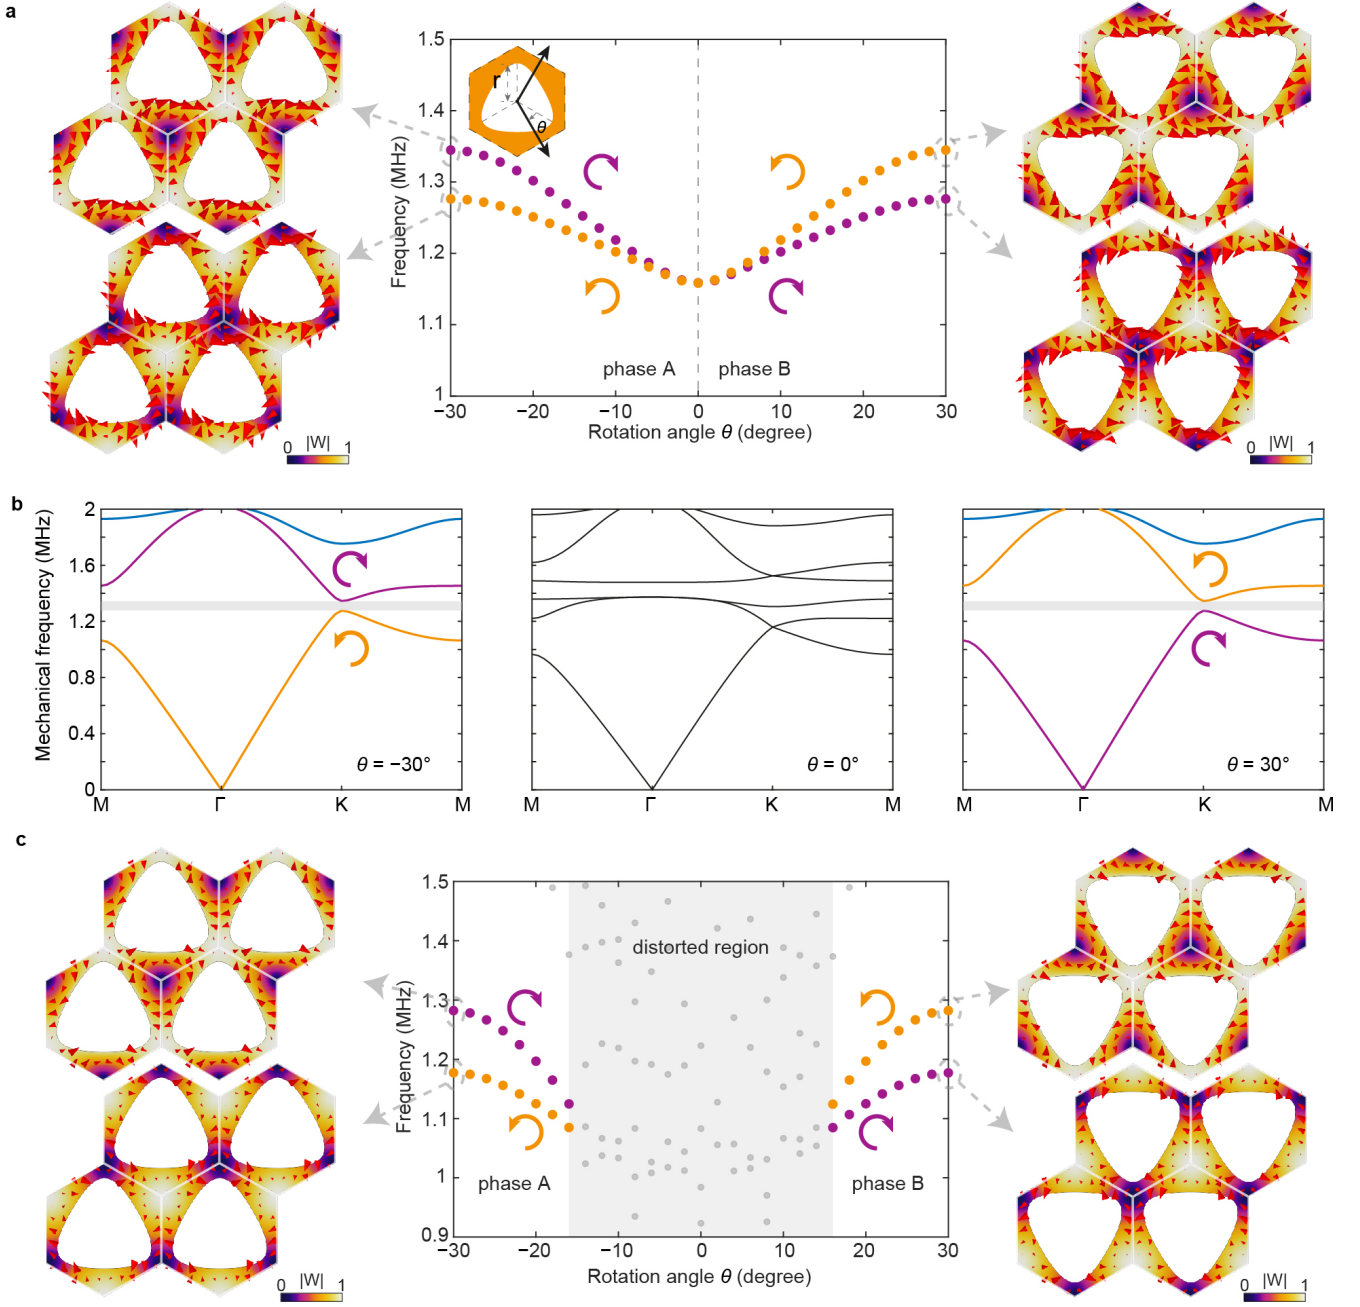 a
1.5
1.4
1.3
1.2
1.1
1
Frequency (MHz)
r
θ
phase A
phase B
−30
−20
−10
0
10
20
30
Rotation angle θ (degree)
0 |W| 1
0 |W| 1
b
Mechanical frequency (MHz)
2
1.6
1.2
0.8
0.4
0
θ = −30°
θ = 0°
θ = 30°
M Γ K M
M Γ K M
M Γ K M
c
1.5
1.4
1.3
1.2
1.1
1
0.9
Frequency (MHz)
distorted region
phase A
phase B
−30
−20
−10
0
10
20
30
Rotation angle θ (degree)
0 |W| 1
0 |W| 1